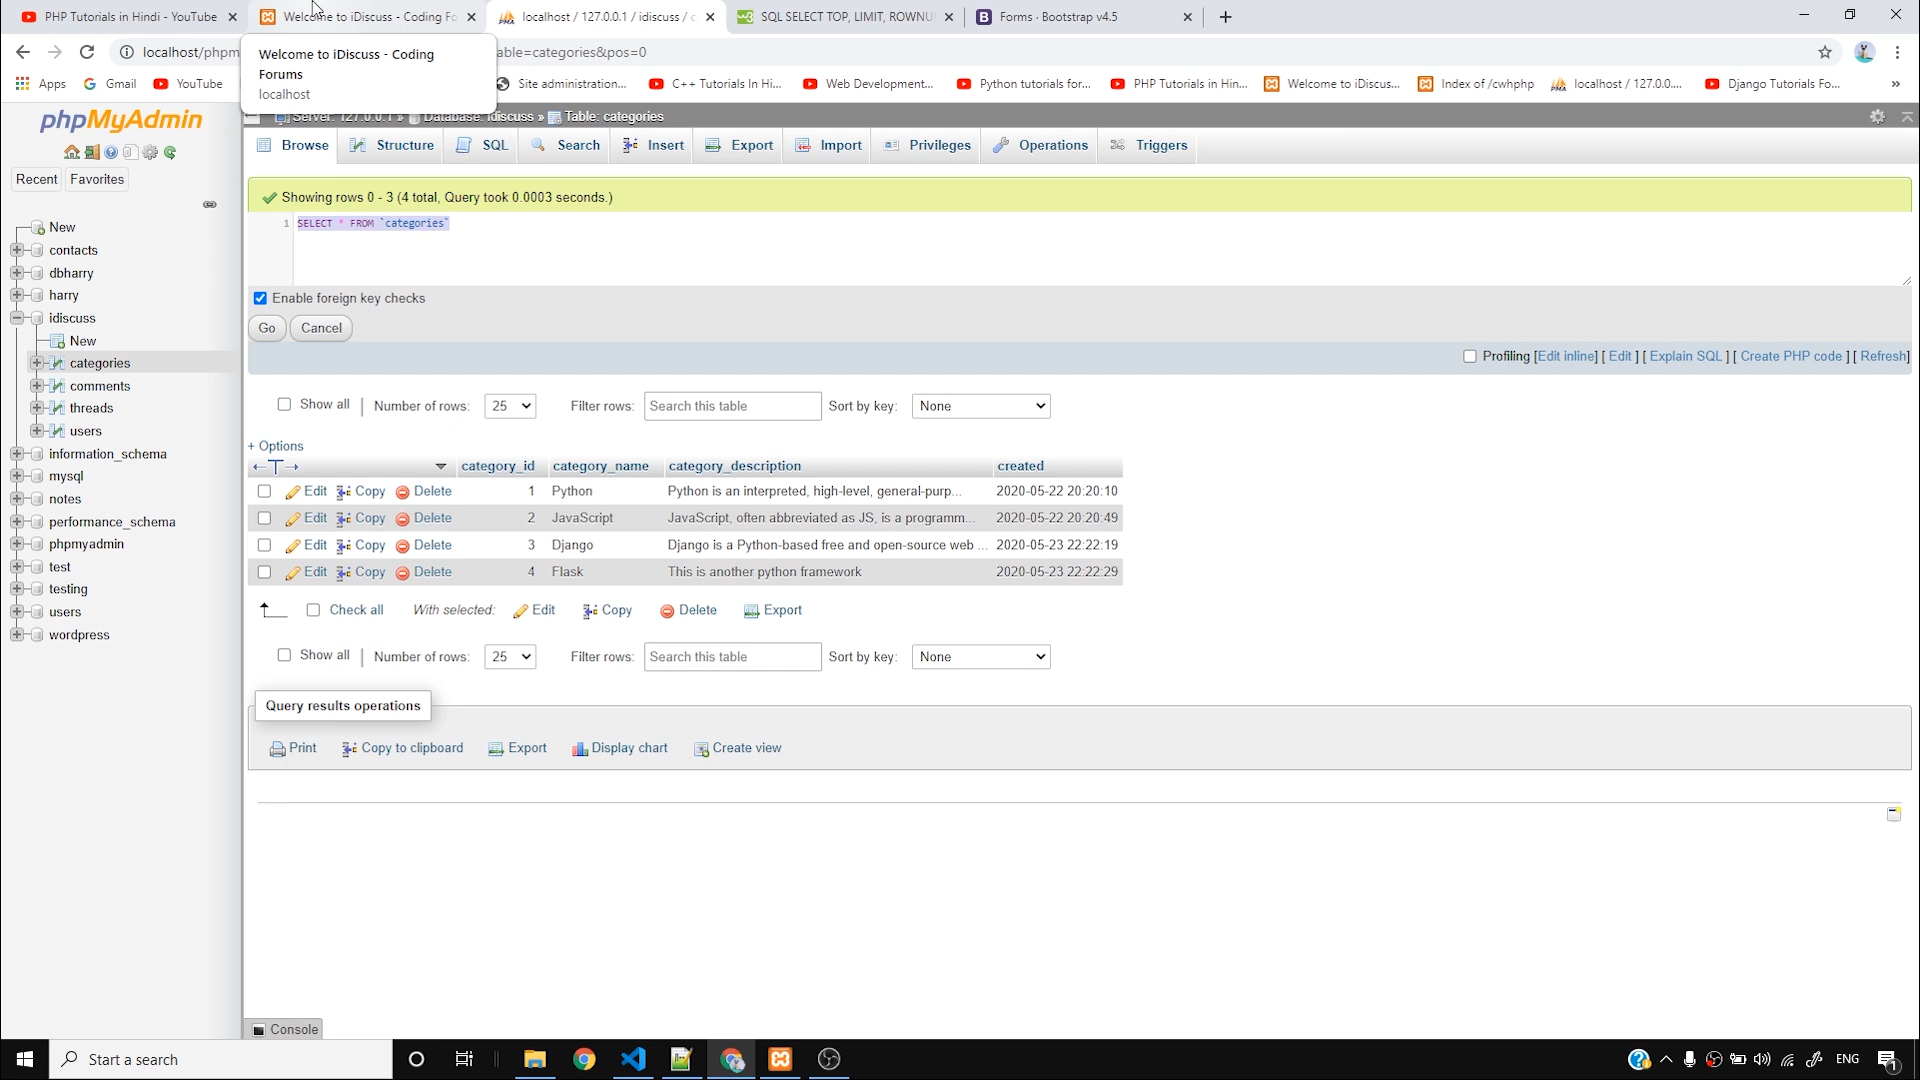 PHP Tutorials in Hindi - YouTube
Welcome to iDiscuss - Coding Fo
localhost / 127.0.0.1 / idiscuss / c
SQL SELECT TOP, LIMIT, ROWNU
Forms · Bootstrap v4.5
localhost/phpm
able=categories&pos=0
Welcome to iDiscuss - Coding
Forums
localhost
Apps
Gmail
YouTube
Site administration...
C++ Tutorials In Hi...
Web Development...
Python tutorials for...
PHP Tutorials in Hin...
Welcome to iDiscus...
Index of /cwhphp
localhost / 127.0.0....
Django Tutorials Fo...
»
phpMyAdmin
Server: 127.0.0.1 » Database: idiscuss » Table: categories
Browse
Structure
SQL
Search
Insert
Export
Import
Privileges
Operations
Triggers
Recent
Favorites
New
contacts
dbharry
harry
idiscuss
New
categories
comments
threads
users
information_schema
mysql
notes
performance_schema
phpmyadmin
test
testing
users
wordpress
Showing rows 0 - 3 (4 total, Query took 0.0003 seconds.)
1 SELECT * FROM `categories`
Enable foreign key checks
Go
Cancel
Profiling [Edit inline] [ Edit ] [ Explain SQL ] [ Create PHP code ] [ Refresh]
Show all | Number of rows: 25 Filter rows: Search this table Sort by key: None
+ Options
←T→ category_id category_name category_description created
Edit Copy Delete 1 Python Python is an interpreted, high-level, general-purp... 2020-05-22 20:20:10
Edit Copy Delete 2 JavaScript JavaScript, often abbreviated as JS, is a programm... 2020-05-22 20:20:49
Edit Copy Delete 3 Django Django is a Python-based free and open-source web ... 2020-05-23 22:22:19
Edit Copy Delete 4 Flask This is another python framework 2020-05-23 22:22:29
Check all With selected: Edit Copy Delete Export
Show all | Number of rows: 25 Filter rows: Search this table Sort by key: None
Query results operations
Print
Copy to clipboard
Export
Display chart
Create view
Console
Start a search
ENG
1